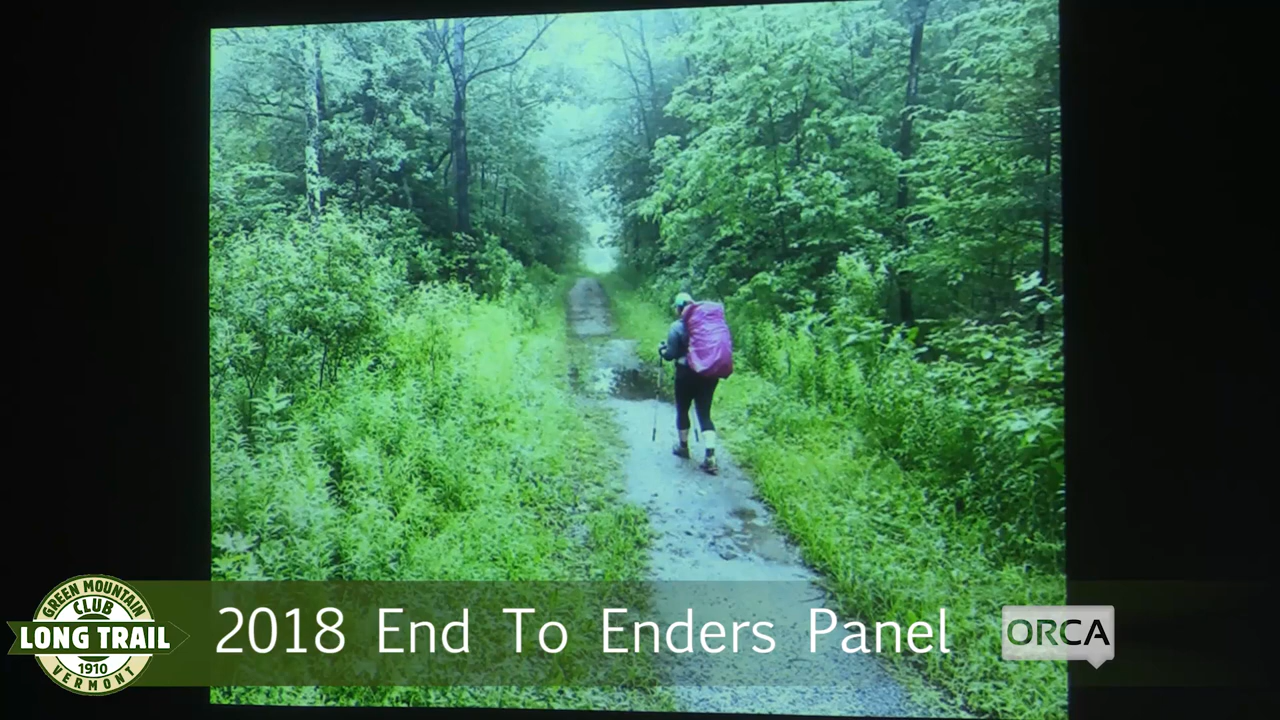 GREEN MOUNTAIN
CLUB
LONG TRAIL
1910
VERMONT
2018 End To Enders Panel
ORCA